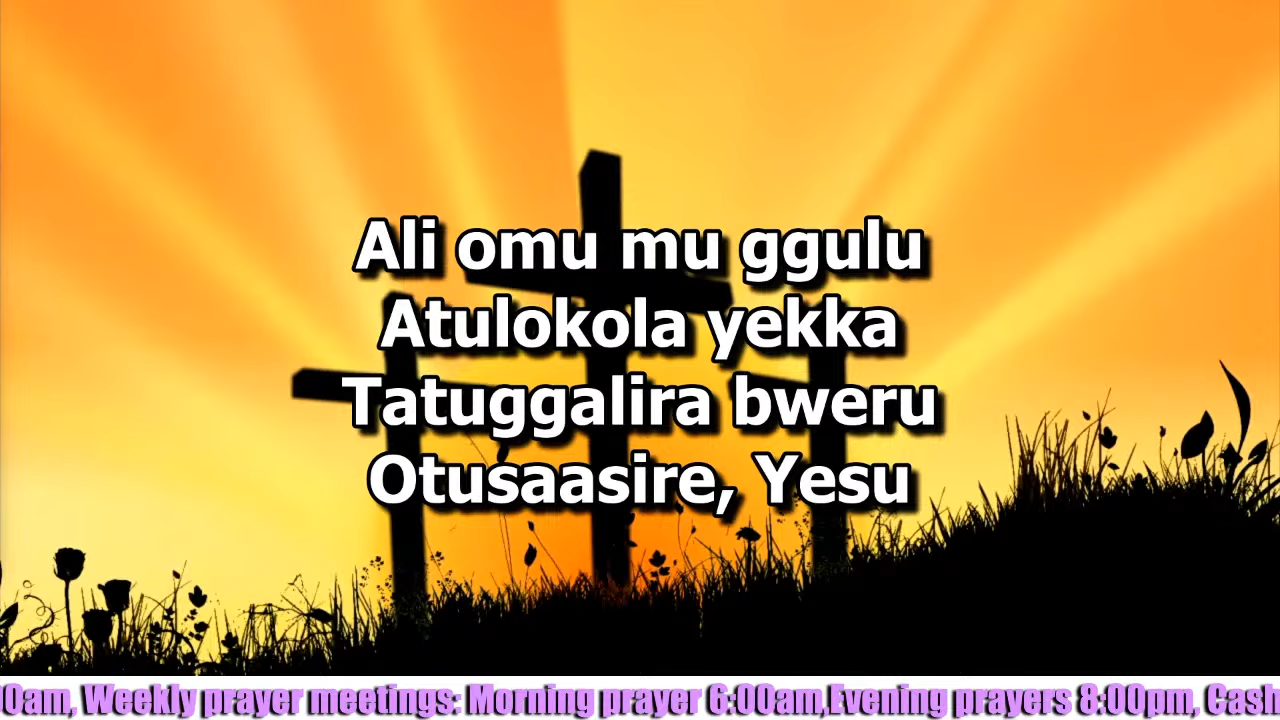 Ali omu mu ggulu
Atulokola yekka
Tatuggalira bweru
Otusaasire, Yesu
0am, Weekly prayer meetings: Morning prayer 6:00am,Evening prayers 8:00pm, Cash